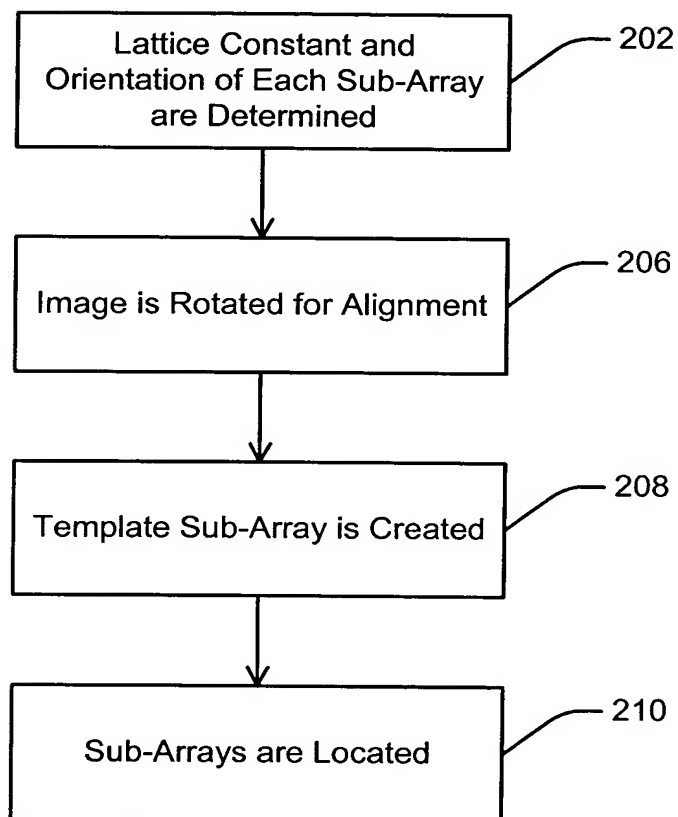 Lattice Constant and
Orientation of Each Sub-Array
are Determined
202
Image is Rotated for Alignment
206
Template Sub-Array is Created
208
Sub-Arrays are Located
210